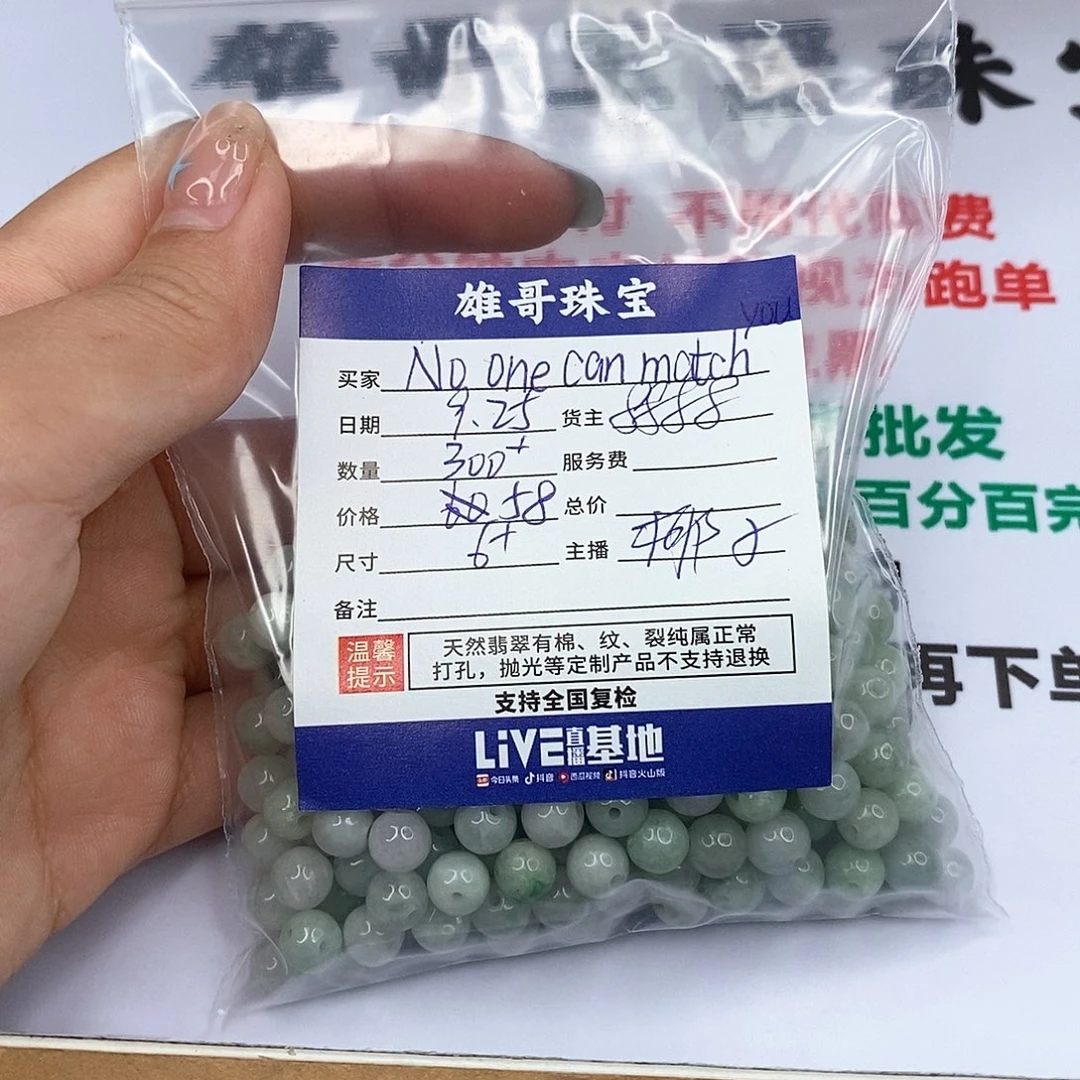 珠
费
跑单
批发
百分百完
再下单
雄哥珠宝
you
买家 No one can match
日期 9.25 货主 8888
数量 300+ 服务费
价格 58 总价
尺寸 6+ 主播 椰子
备注
温馨提示
天然翡翠有棉、纹、裂纯属正常
打孔，抛光等定制产品不支持退换
支持全国复检
LiVE直播基地
今日头条 抖音 西瓜视频 抖音火山版